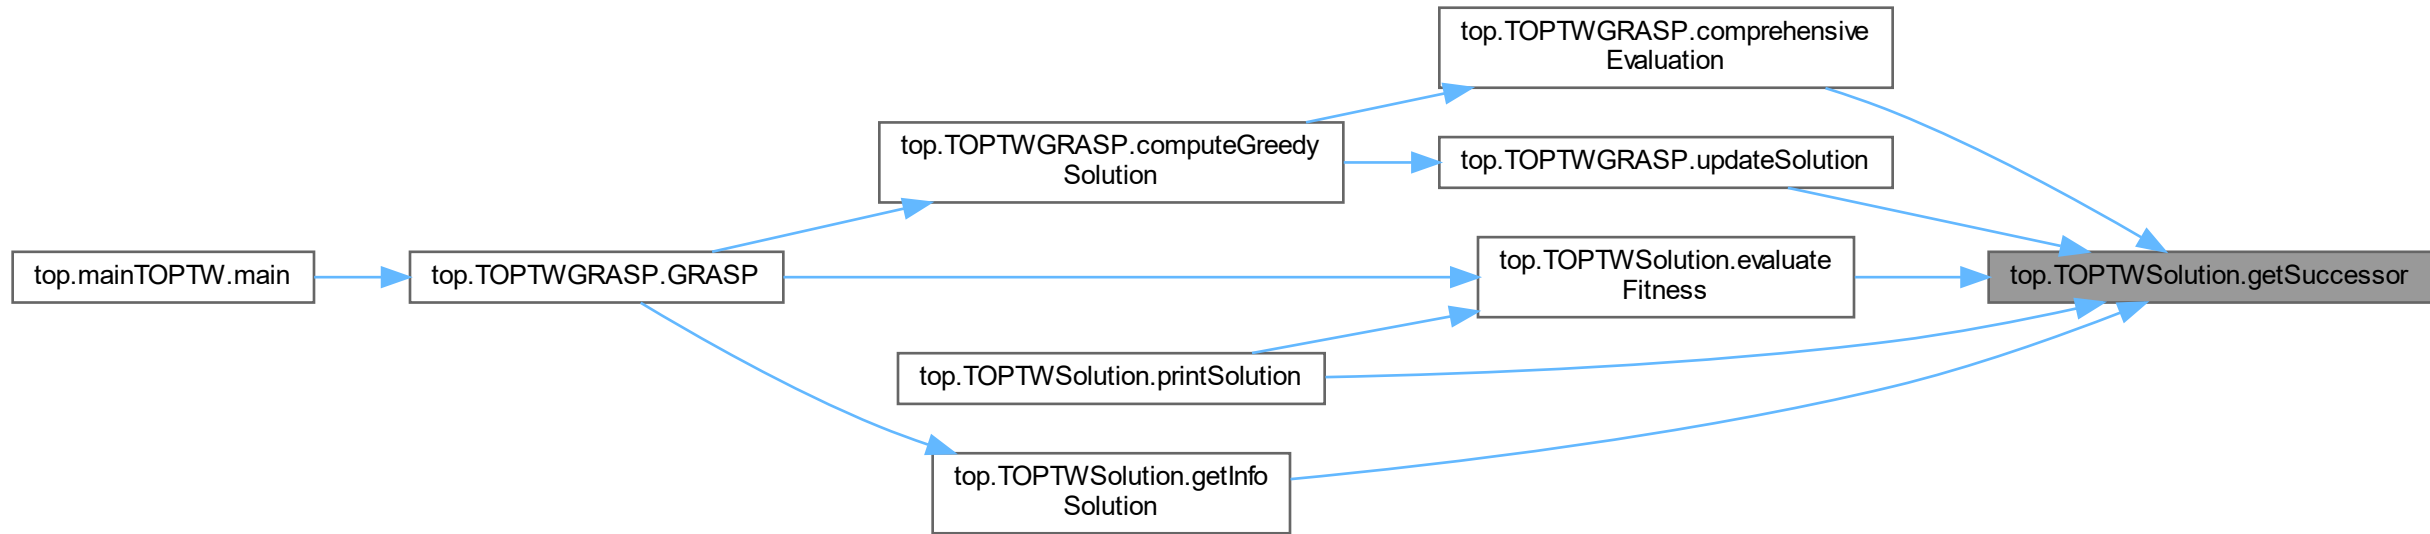 top.mainTOPTW.main
top.TOPTWGRASP.GRASP
top.TOPTWGRASP.computeGreedy
Solution
top.TOPTWGRASP.comprehensive
Evaluation
top.TOPTWGRASP.updateSolution
top.TOPTWSolution.evaluate
Fitness
top.TOPTWSolution.printSolution
top.TOPTWSolution.getInfo
Solution
top.TOPTWSolution.getSuccessor